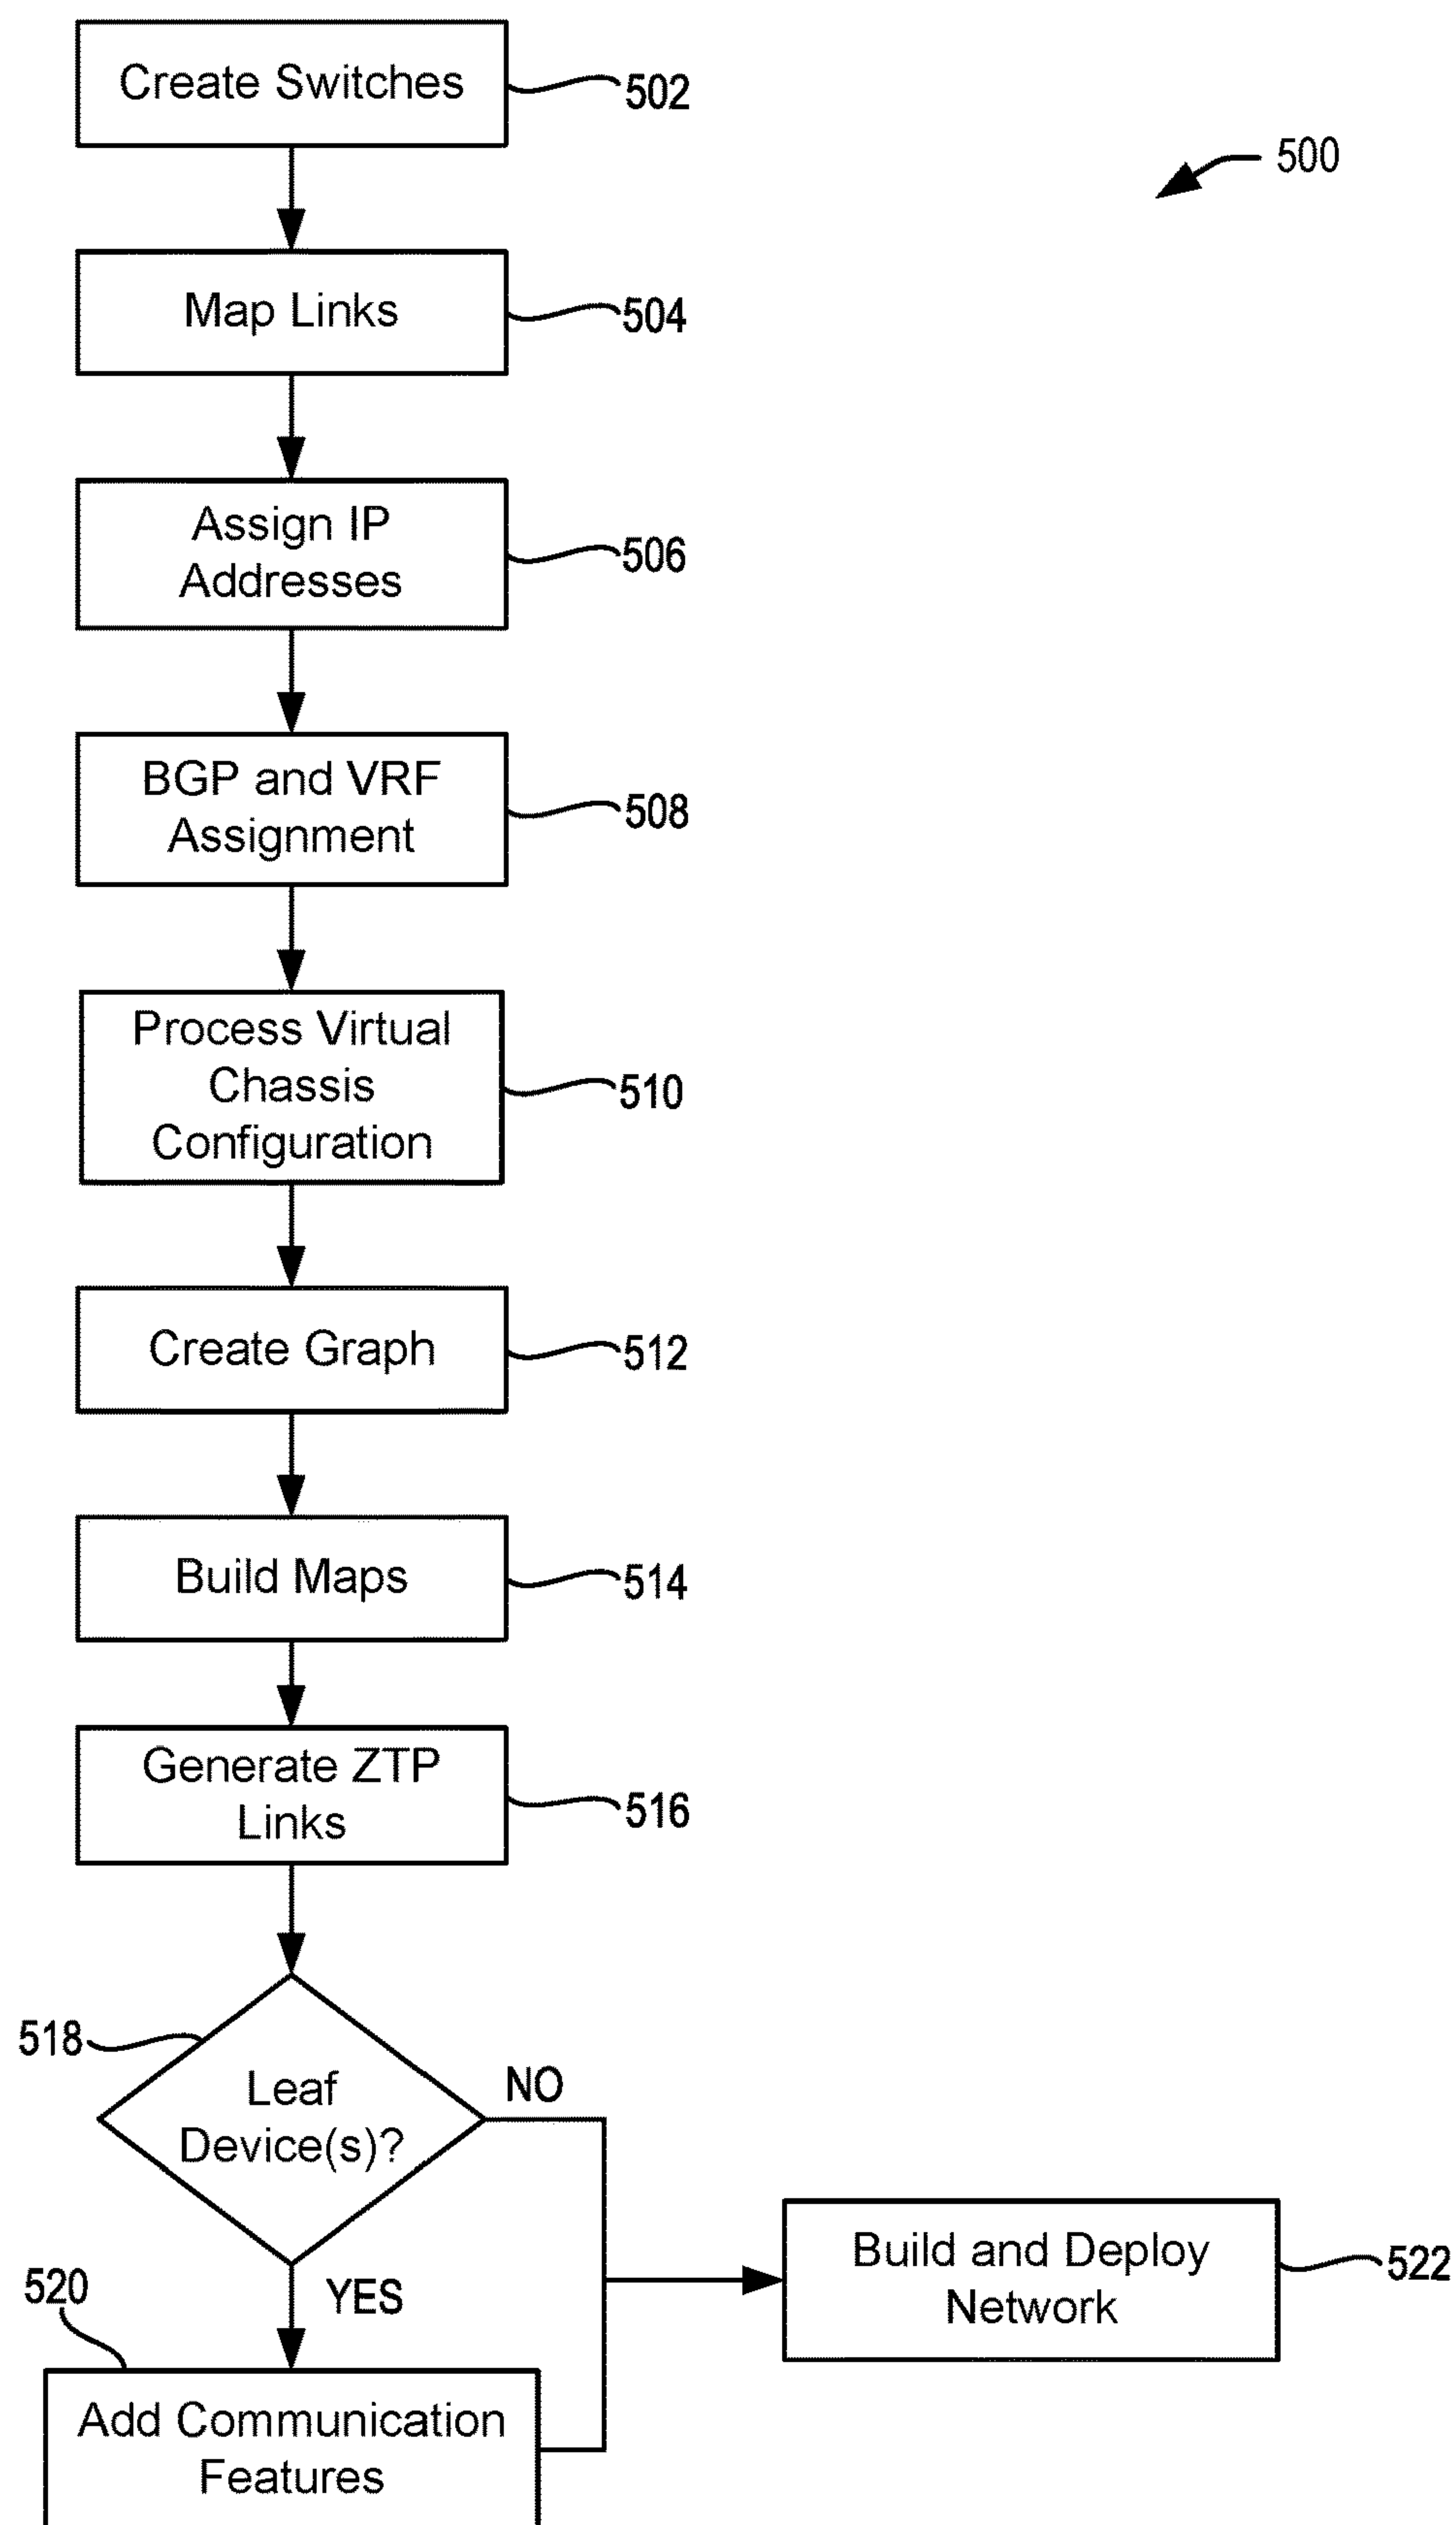 Create Switches
502
500
Map Links
504
Assign IP
Addresses
506
BGP and VRF
Assignment
508
Process Virtual
Chassis
Configuration
510
Create Graph
512
Build Maps
514
Generate ZTP
Links
516
518
Leaf
Device(s)?
NO
YES
520
Add Communication
Features
Build and Deploy
Network
522